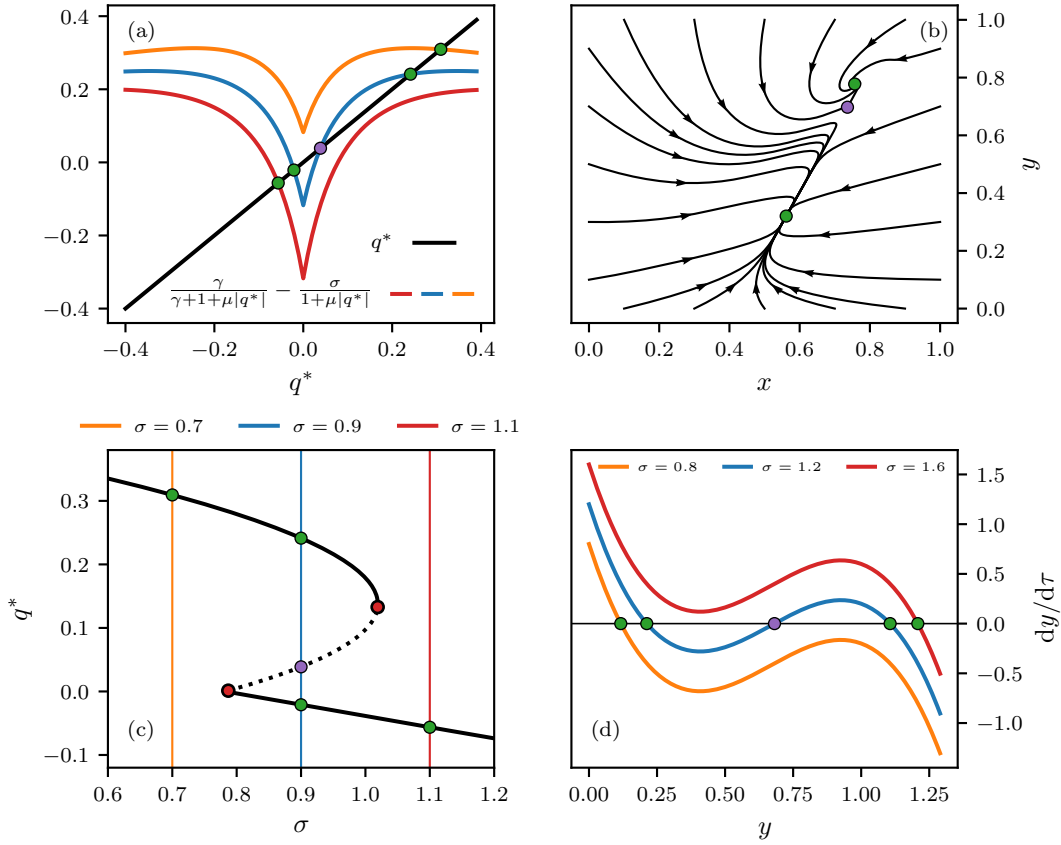 (a)
0.4
0.2
0.0
−0.2
−0.4
q*
γ/(γ+1+μ|q*|) − σ/(1+μ|q*|)
−0.4 −0.2 0.0 0.2 0.4
q*
(b)
1.0
0.8
0.6
0.4
0.2
0.0
y
0.0 0.2 0.4 0.6 0.8 1.0
x
σ = 0.7 σ = 0.9 σ = 1.1
0.3
0.2
0.1
0.0
−0.1
q*
(c)
0.6 0.7 0.8 0.9 1.0 1.1 1.2
σ
σ = 0.8 σ = 1.2 σ = 1.6
1.5
1.0
0.5
0.0
−0.5
−1.0
dy/dτ
(d)
0.00 0.25 0.50 0.75 1.00 1.25
y